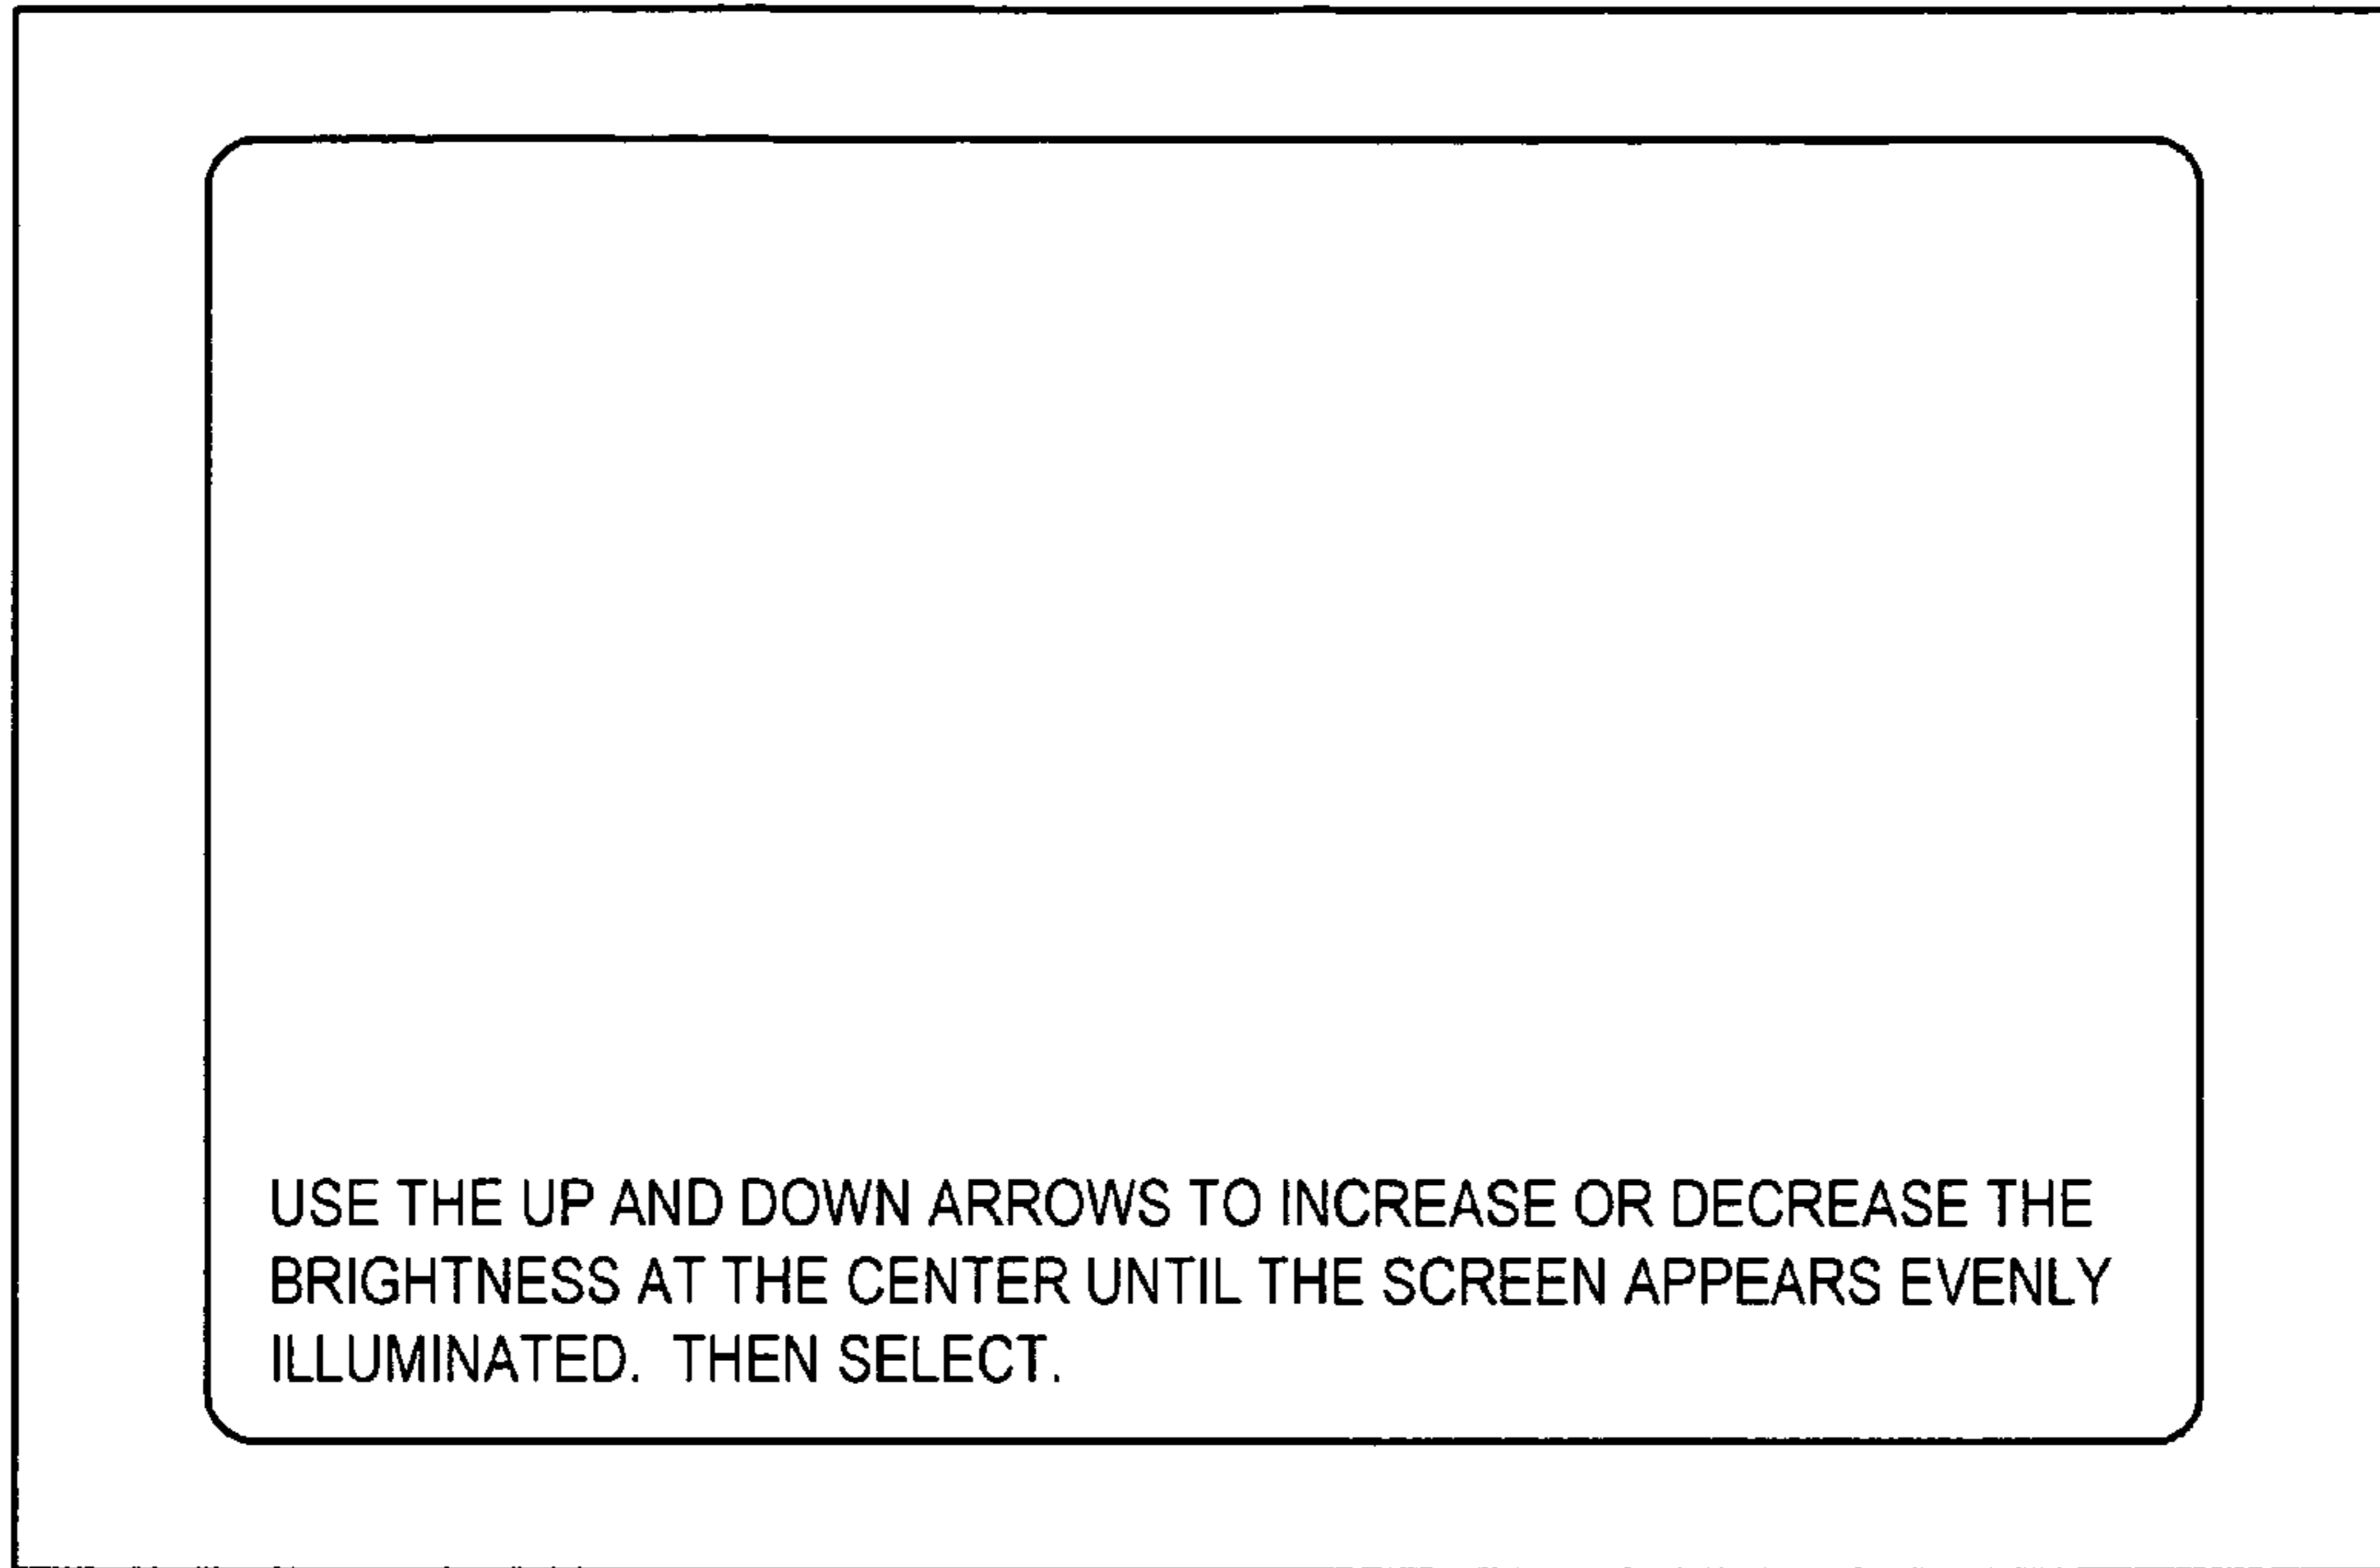 USE THE UP AND DOWN ARROWS TO INCREASE OR DECREASE THE
BRIGHTNESS AT THE CENTER UNTIL THE SCREEN APPEARS EVENLY
ILLUMINATED. THEN SELECT.